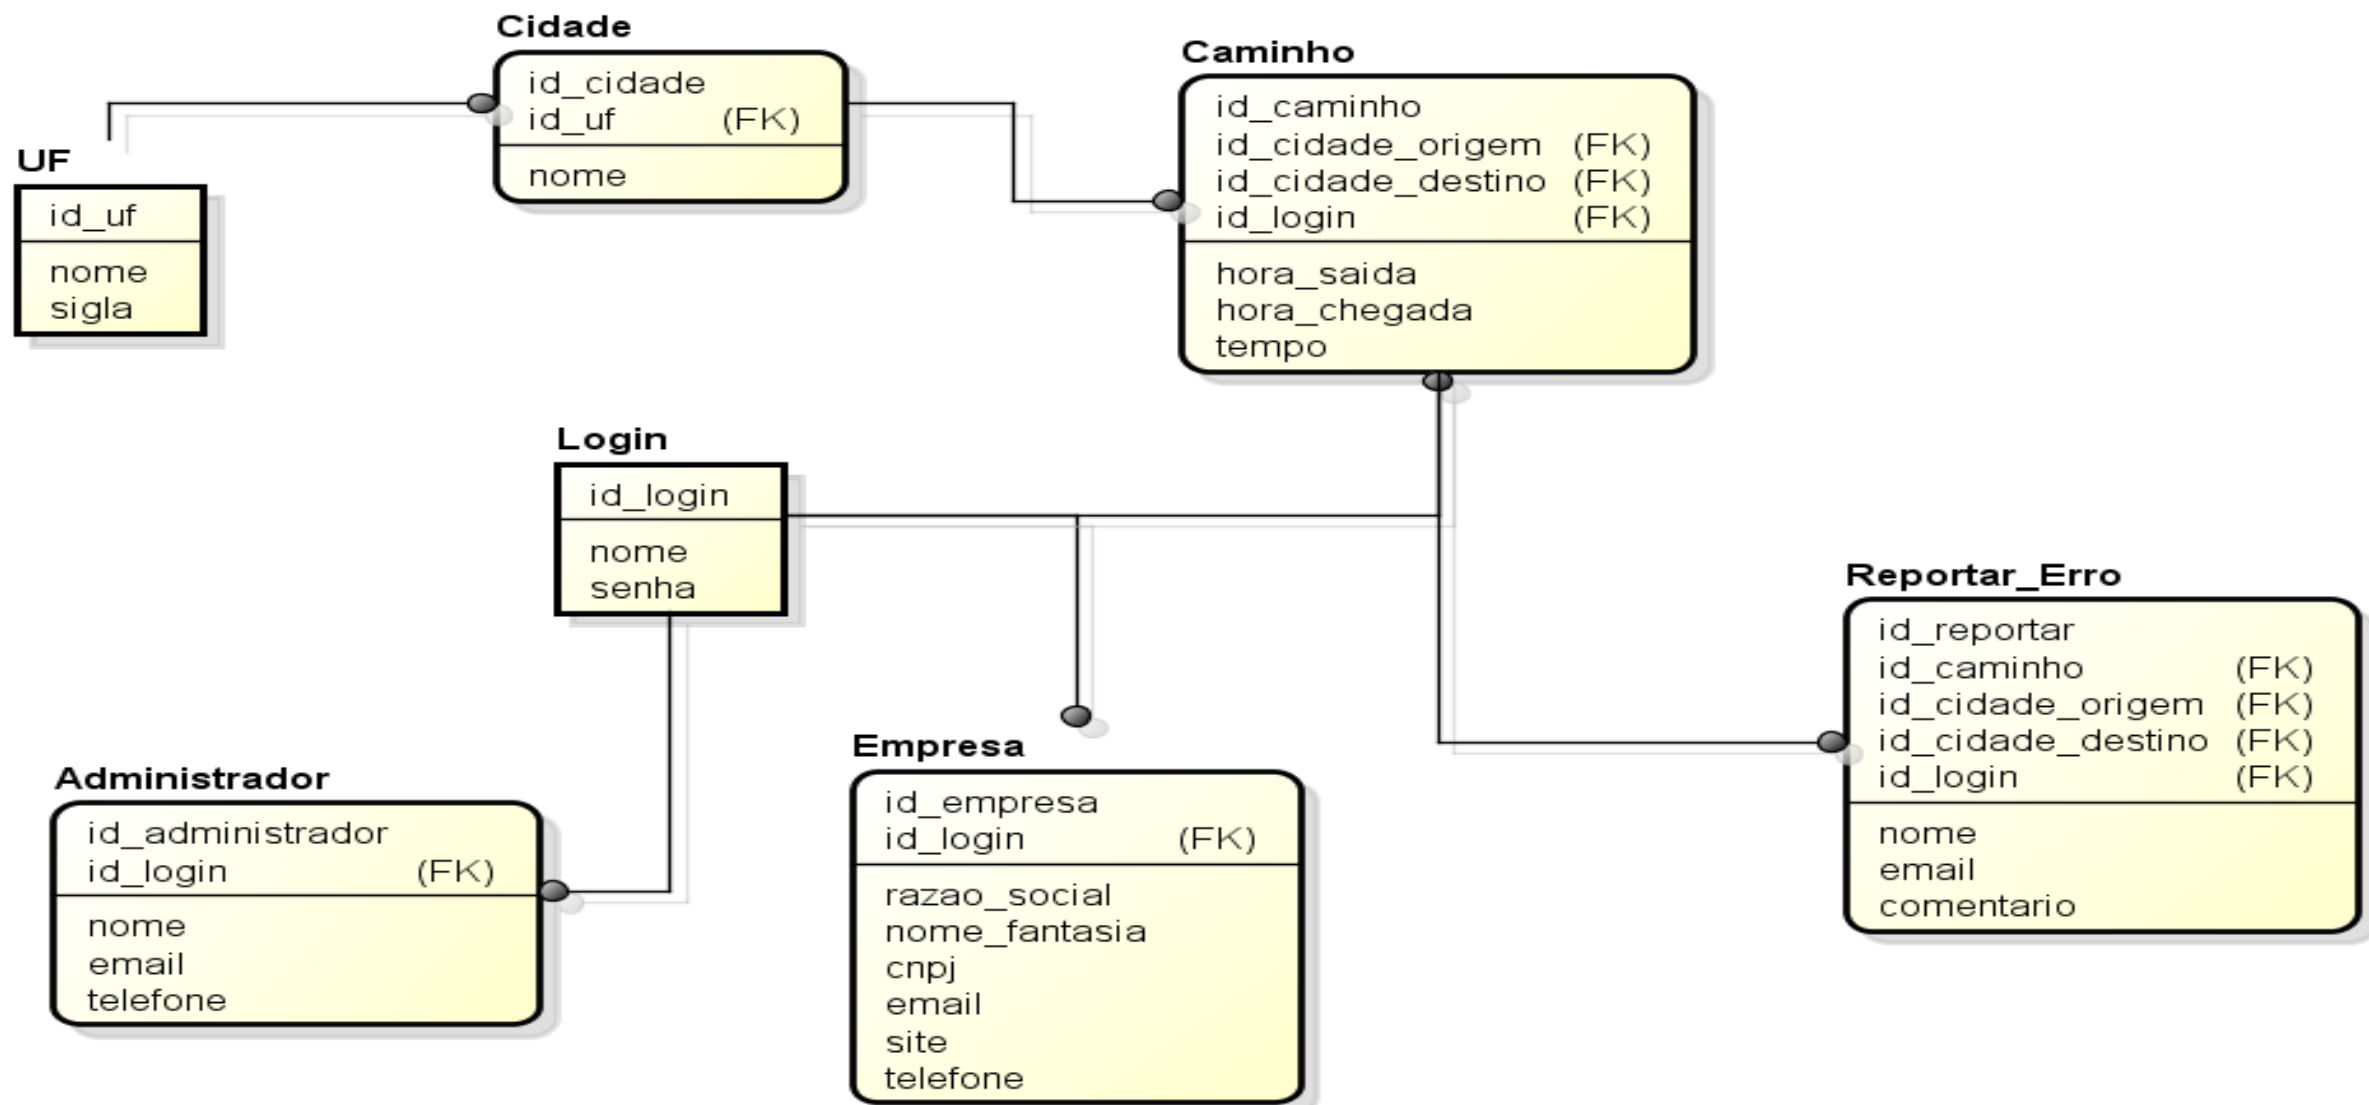 Cidade
id_cidade
id_uf (FK)
nome
Caminho
id_caminho
id_cidade_origem (FK)
id_cidade_destino (FK)
id_login (FK)
hora_saida
hora_chegada
tempo
UF
id_uf
nome
sigla
Login
id_login
nome
senha
Reportar_Erro
id_reportar
id_caminho (FK)
id_cidade_origem (FK)
id_cidade_destino (FK)
id_login (FK)
nome
email
comentario
Administrador
id_administrador
id_login (FK)
nome
email
telefone
Empresa
id_empresa
id_login (FK)
razao_social
nome_fantasia
cnpj
email
site
telefone